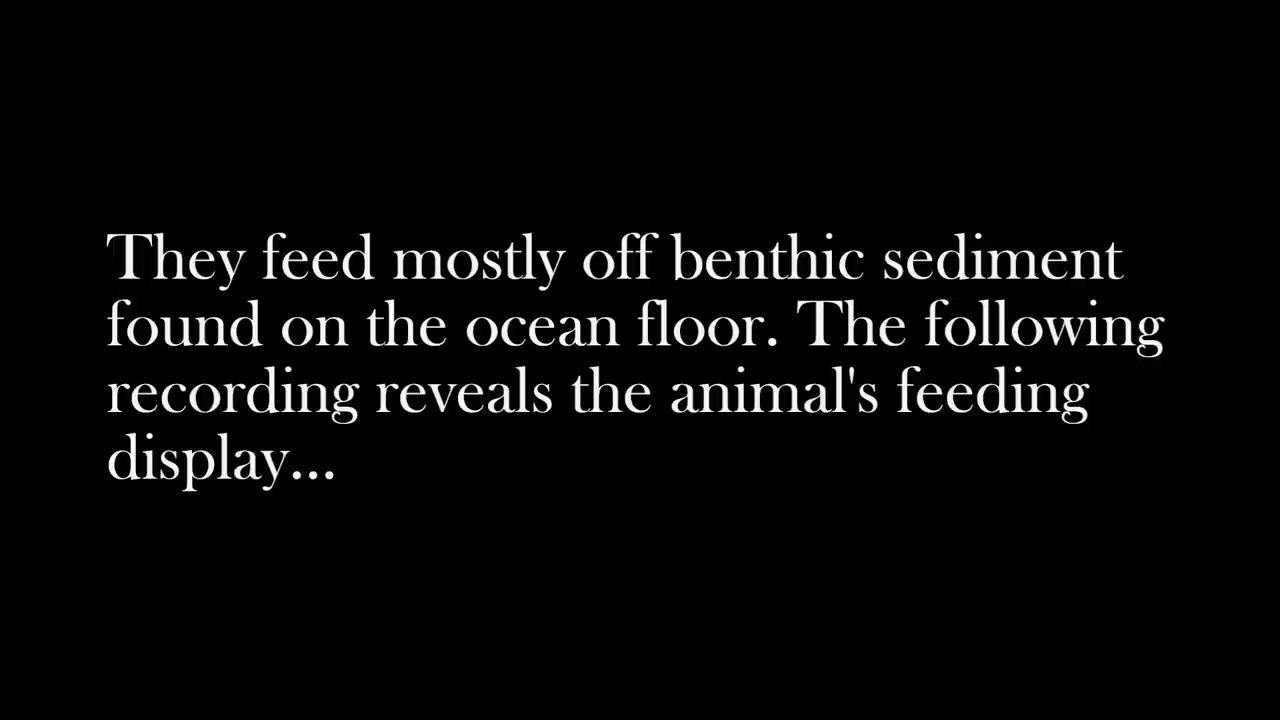 They feed mostly off benthic sediment
found on the ocean floor. The following
recording reveals the animal's feeding
display...